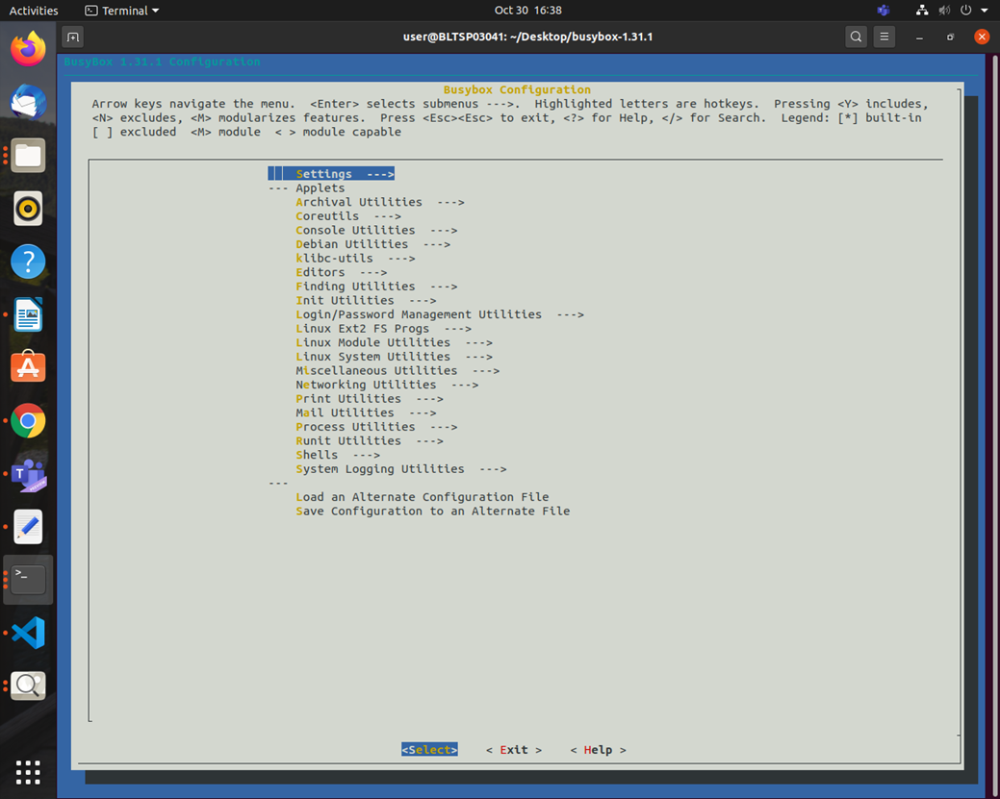 Activities
Terminal
Oct 30 16:38
user@BLTSP03041: ~/Desktop/busybox-1.31.1
BusyBox 1.31.1 Configuration
Busybox Configuration
Arrow keys navigate the menu. <Enter> selects submenus --->. Highlighted letters are hotkeys. Pressing <Y> includes,
<N> excludes, <M> modularizes features. Press <Esc><Esc> to exit, <?> for Help, </> for Search. Legend: [*] built-in
[ ] excluded <M> module < > module capable
Settings --->
--- Applets
Archival Utilities --->
Coreutils --->
Console Utilities --->
Debian Utilities --->
klibc-utils --->
Editors --->
Finding Utilities --->
Init Utilities --->
Login/Password Management Utilities --->
Linux Ext2 FS Progs --->
Linux Module Utilities --->
Linux System Utilities --->
Miscellaneous Utilities --->
Networking Utilities --->
Print Utilities --->
Mail Utilities --->
Process Utilities --->
Runit Utilities --->
Shells --->
System Logging Utilities --->
---
Load an Alternate Configuration File
Save Configuration to an Alternate File
<Select> < Exit > < Help >